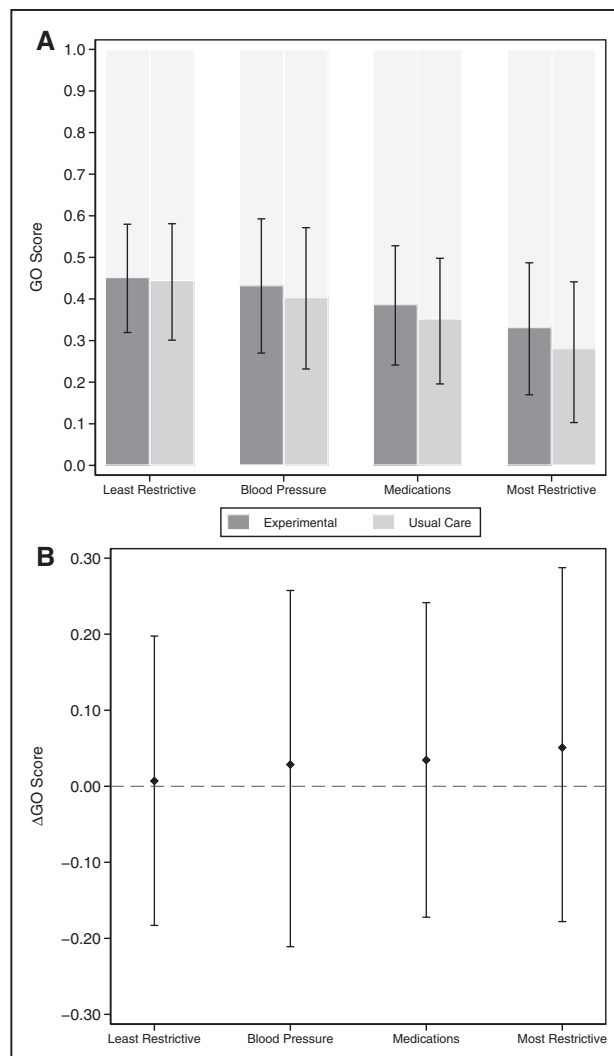 A
1.0
0.9
0.8
0.7
0.6
0.5
0.4
0.3
0.2
0.1
0.0
GO Score
Least Restrictive Blood Pressure Medications Most Restrictive
Experimental Usual Care
B
0.30
0.20
0.10
0.00
−0.10
−0.20
−0.30
ΔGO Score
Least Restrictive Blood Pressure Medications Most Restrictive